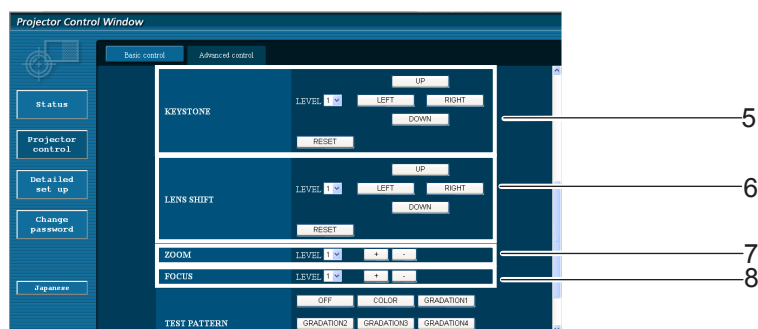 Projector Control Window
Basic control Advanced control
Status
Projector control
Detailed set up
Change password
Japanese
KEYSTONE
LEVEL 1
UP
LEFT RIGHT
DOWN
RESET
5
LENS SHIFT
LEVEL 1
UP
LEFT RIGHT
DOWN
RESET
6
ZOOM LEVEL 1 + -
7
FOCUS LEVEL 1 + -
8
TEST PATTERN
OFF COLOR GRADATION1
GRADATION2 GRADATION3 GRADATION4